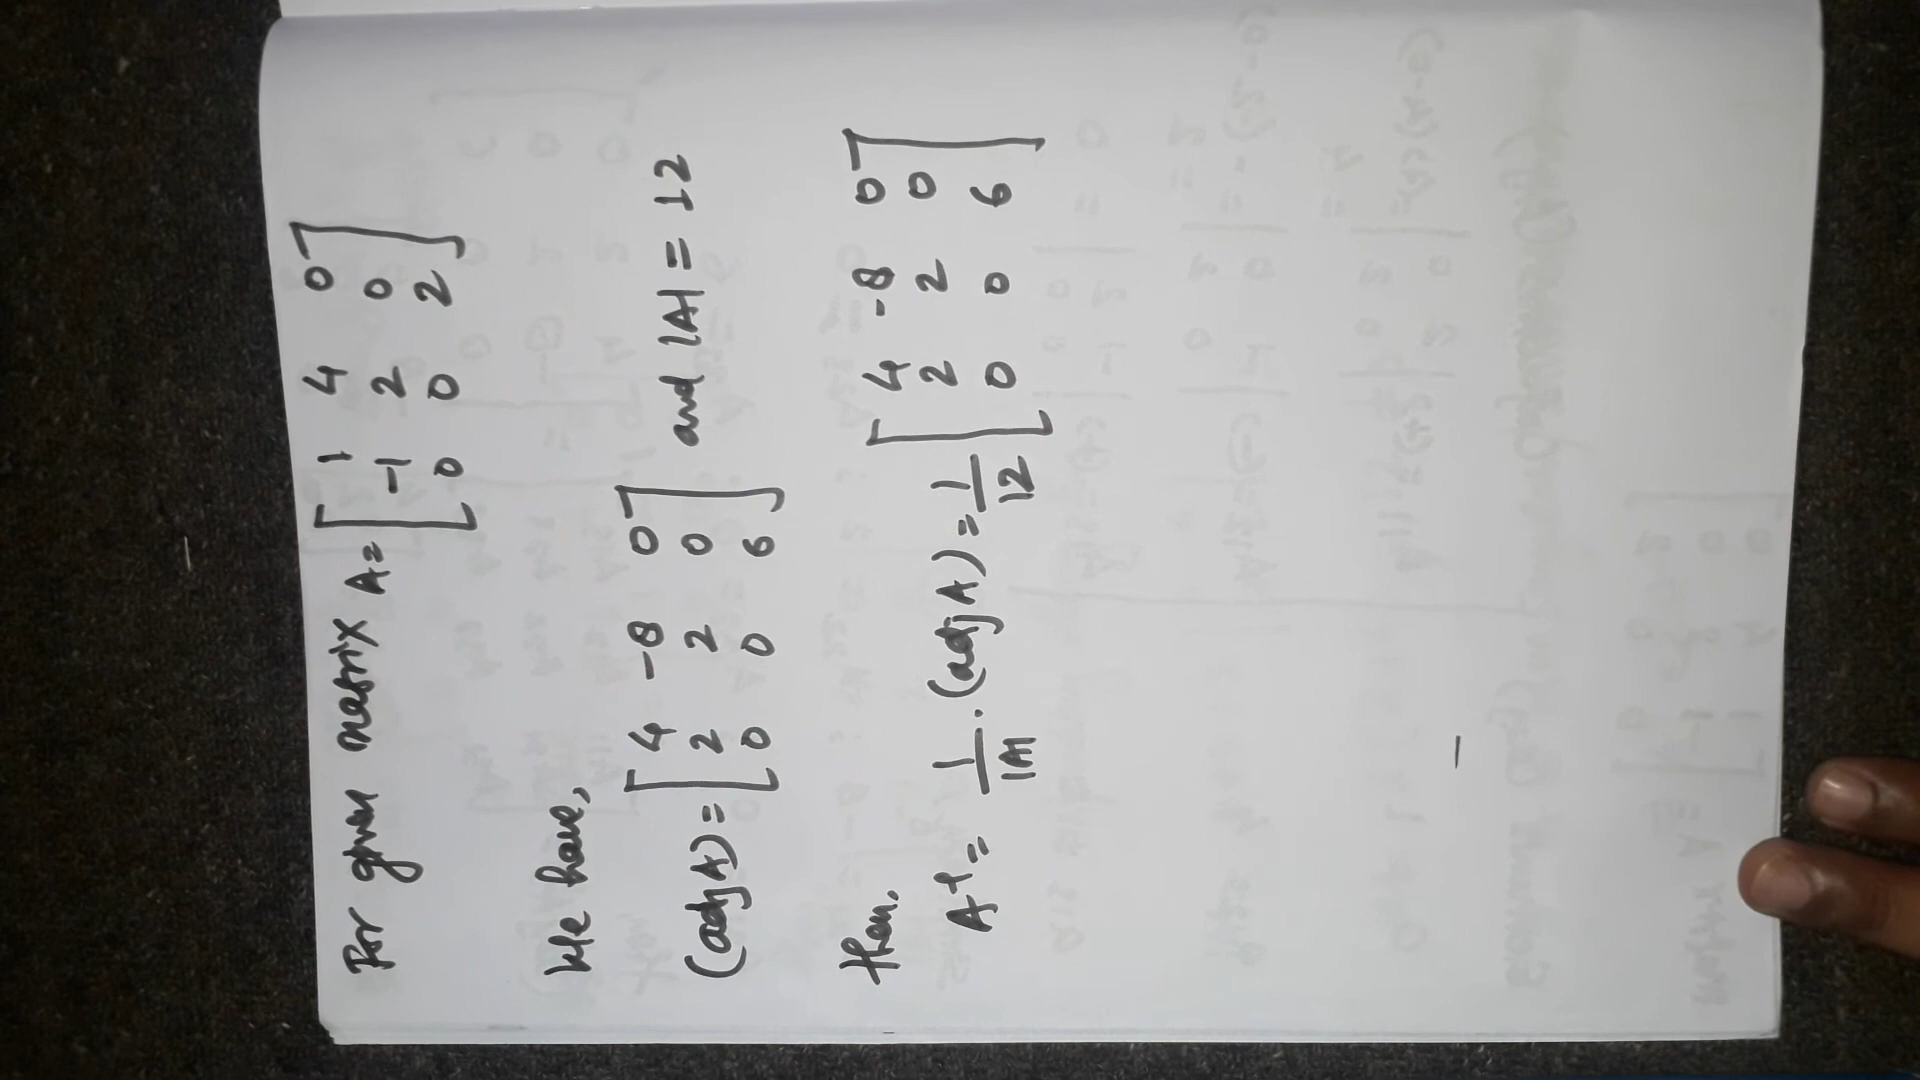 For given matrix A = [ 1 4 0
-1 2 0
0 0 2 ]
We have,
(adj A) = [ 4 -8 0
2 2 0
0 0 6 ] and |A| = 12
then,
A⁻¹ = 1/|A| . (adj A) = 1/12 [ 4 -8 0
2 2 0
0 0 6 ]